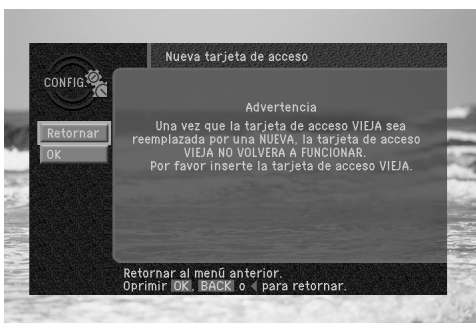 Nueva tarjeta de acceso
CONFIG.
Advertencia
Retornar
OK
Una vez que la tarjeta de acceso VIEJA sea
reemplazada por una NUEVA, la tarjeta de acceso
VIEJA NO VOLVERA A FUNCIONAR.
Por favor inserte la tarjeta de acceso VIEJA.
Retornar al menú anterior.
Oprimir OK, BACK o ◀ para retornar.